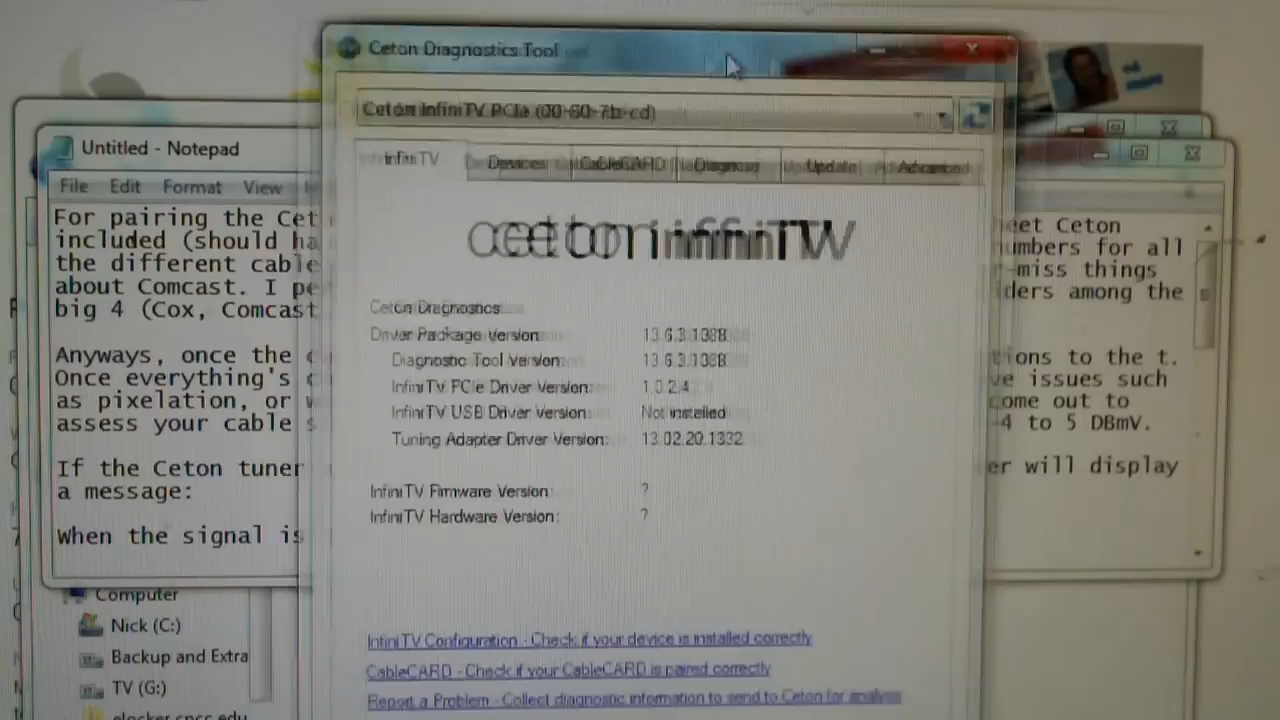 Ceton Diagnostics Tool
Ceton InfiniTV PCIe (00-80-7b-cd)
Untitled - Notepad
File Edit Format View
infiniTV Devices CableCARD Diagnose Update Advanced
ceton infiniTV
For pairing the Cet
included (should ha
the different cable
about Comcast. I pe
big 4 (Cox, Comcast
eet Ceton
umbers for all
-miss things
ders among the
Anyways, once the
Once everything's
as pixelation, or w
assess your cable s
tions to the t.
ve issues such
come out to
4 to 5 DBmV.
If the Ceton tuner
a message:
er will display
When the signal is
Ceton Diagnostics
Driver Package Version: 13.6.3.1388
Diagnostic Tool Version: 13.6.3.1388
InfiniTV PCIe Driver Version: 1.0.2.4
InfiniTV USB Driver Version: Not installed
Tuning Adapter Driver Version: 13.02.20.1332
InfiniTV Firmware Version: ?
InfiniTV Hardware Version: ?
InfiniTV Configuration - Check if your device is installed correctly
CableCARD - Check if your CableCARD is paired correctly
Report a Problem - Collect diagnostic information to send to Ceton for analysis
Computer
Nick (C:)
Backup and Extra
TV (G:)